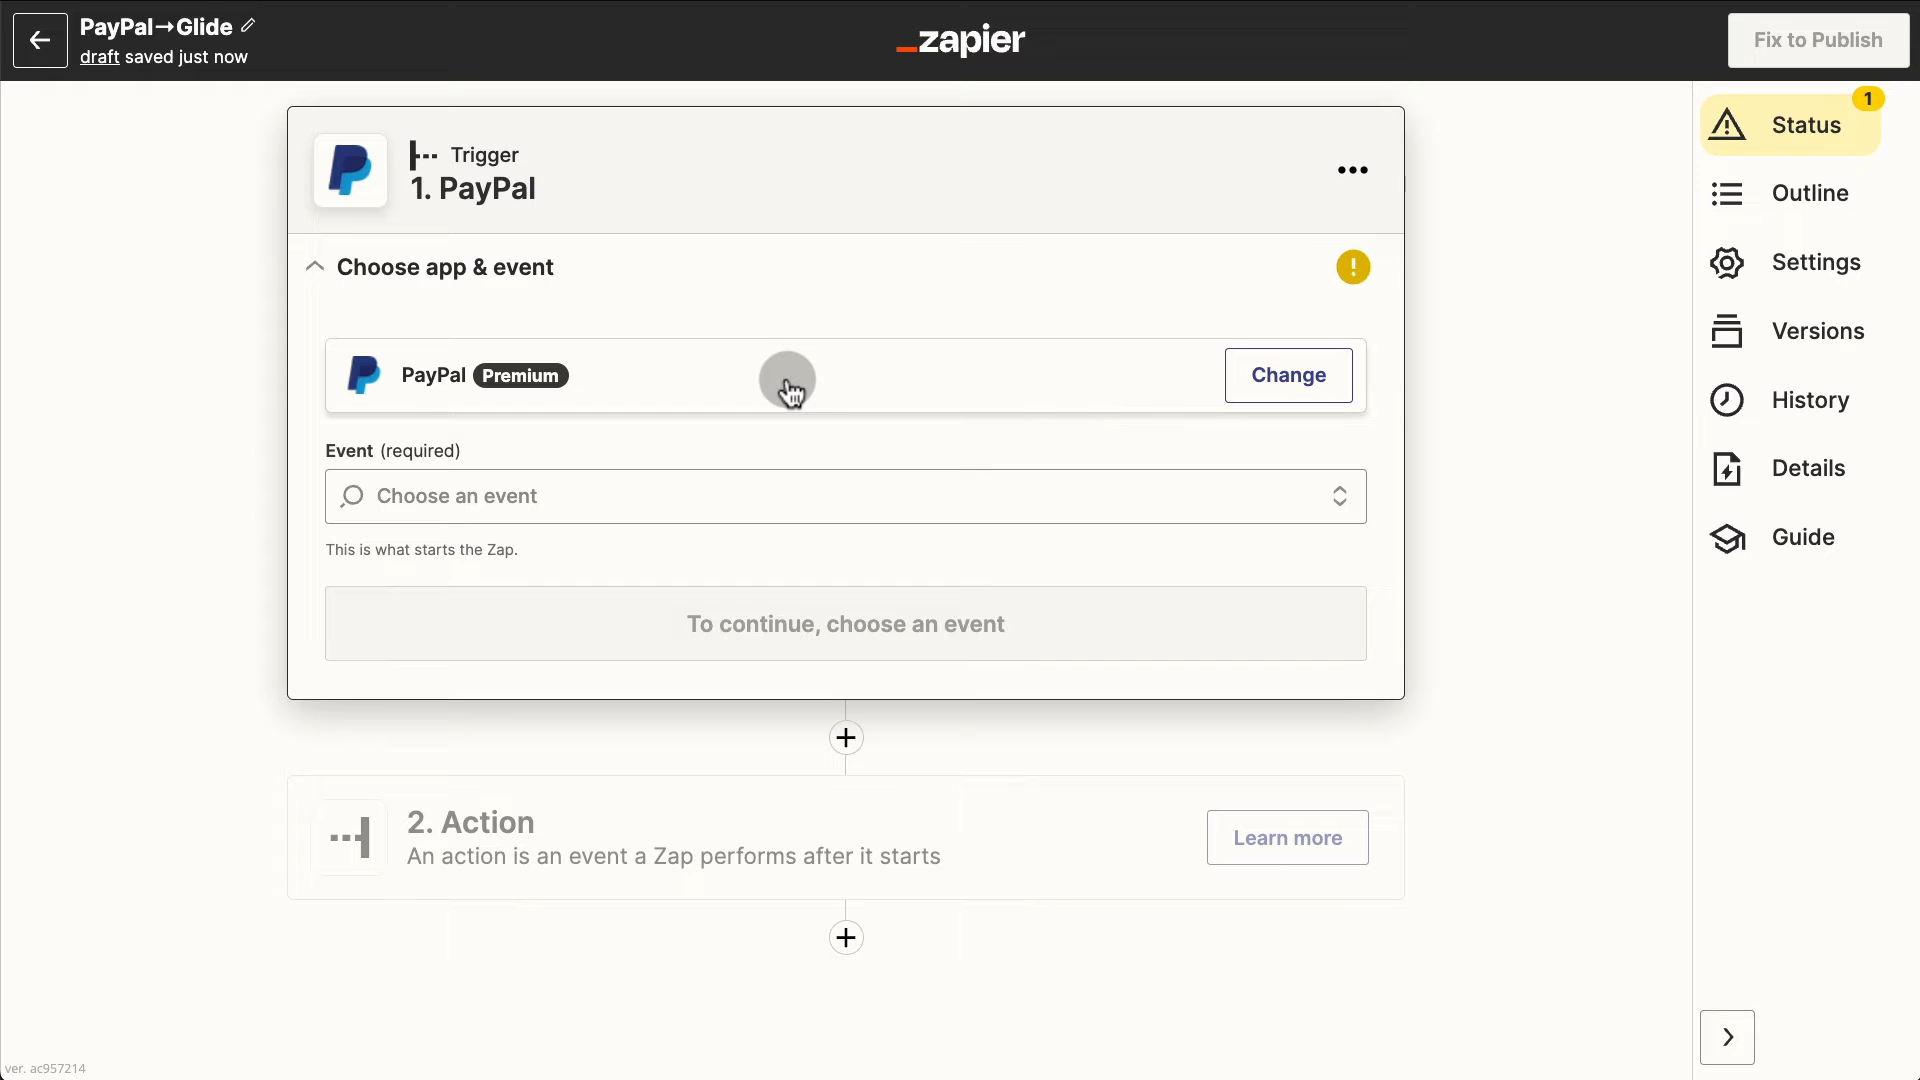 PayPal→Glide
draft saved just now
zapier
Fix to Publish
Trigger
1. PayPal
Choose app & event
!
PayPal Premium
Change
Event (required)
Choose an event
This is what starts the Zap.
To continue, choose an event
2. Action
An action is an event a Zap performs after it starts
Learn more
1
Status
Outline
Settings
Versions
History
Details
Guide
ver. ac957214